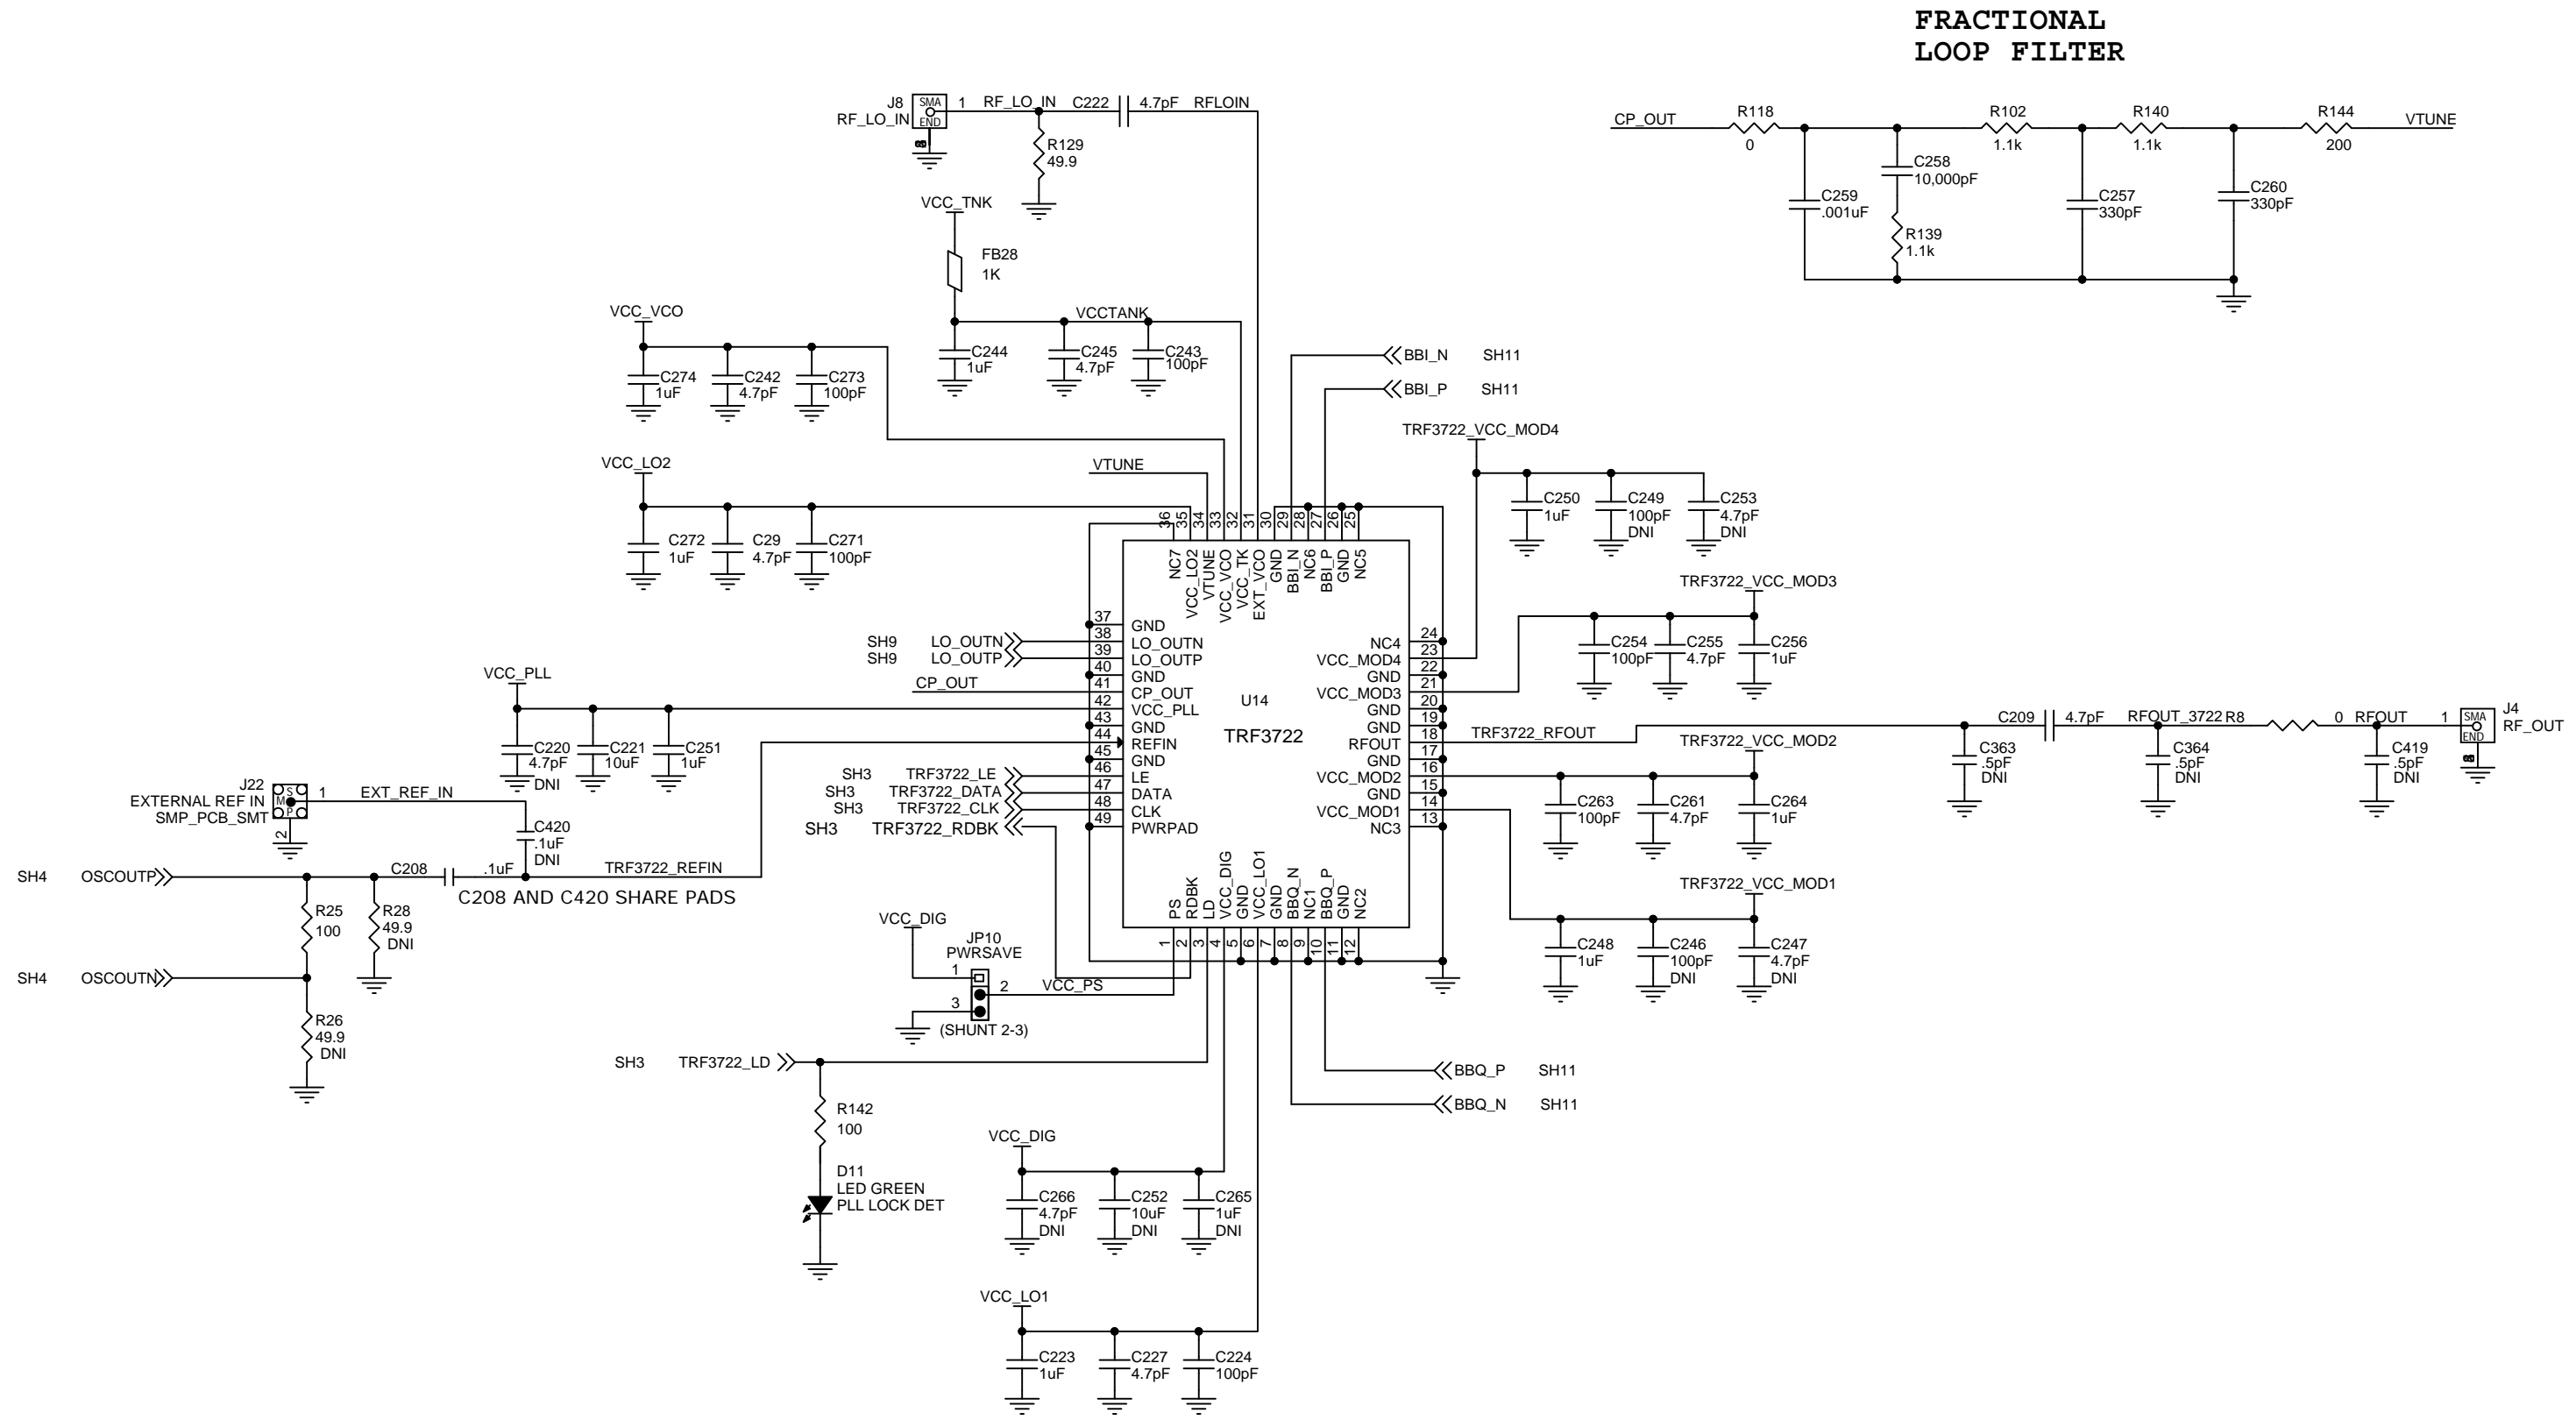 FRACTIONAL
LOOP FILTER
J8
RF_LO_IN
SMA
END
1
RF_LO_IN
C222
4.7pF
RFLOIN
R129
49.9
CP_OUT
R118
0
R102
1.1k
R140
1.1k
R144
200
VTUNE
C259
.001uF
C258
10,000pF
R139
1.1k
C257
330pF
C260
330pF
VCC_TNK
FB28
1K
VCCTANK
C244
1uF
C245
4.7pF
C243
100pF
VCC_VCO
C274
1uF
C242
4.7pF
C273
100pF
BBI_N SH11
BBI_P SH11
VCC_LO2
C272
1uF
C29
4.7pF
C271
100pF
VTUNE
TRF3722_VCC_MOD4
C250
1uF
C249
100pF
DNI
C253
4.7pF
DNI
36 35 34 33 32 31 30 29 28 27 26 25
NC7
VCC_LO2
VTUNE
VCC_VCO
VCC_TK
EXT_VCO
GND
BBI_N
NC6
BBI_P
GND
NC5
TRF3722_VCC_MOD3
C254
100pF
C255
4.7pF
C256
1uF
37 GND
SH9 LO_OUTN 38 LO_OUTN
SH9 LO_OUTP 39 LO_OUTP
40 GND
CP_OUT 41 CP_OUT
42 VCC_PLL
43 GND
44 REFIN
45 GND
SH3 TRF3722_LE 46 LE
SH3 TRF3722_DATA 47 DATA
SH3 TRF3722_CLK 48 CLK
SH3 TRF3722_RDBK 49 PWRPAD
U14
TRF3722
NC4 24
VCC_MOD4 23
GND 22
VCC_MOD3 21
GND 20
GND 19
RFOUT 18
GND 17
VCC_MOD2 16
GND 15
VCC_MOD1 14
NC3 13
VCC_PLL
C220
4.7pF
DNI
C221
10uF
C251
1uF
TRF3722_RFOUT
C363
.5pF
DNI
C209
4.7pF
RFOUT_3722
C364
.5pF
DNI
R8
0
RFOUT
C419
.5pF
DNI
1
SMA
END
J4
RF_OUT
TRF3722_VCC_MOD2
C263
100pF
C261
4.7pF
C264
1uF
J22
EXTERNAL REF IN
SMP_PCB_SMT
S
M
P
1
2
EXT_REF_IN
C420
.1uF
DNI
SH4 OSCOUTP
C208
.1uF
TRF3722_REFIN
C208 AND C420 SHARE PADS
R25
100
R28
49.9
DNI
SH4 OSCOUTN
R26
49.9
DNI
TRF3722_VCC_MOD1
C248
1uF
C246
100pF
DNI
C247
4.7pF
DNI
PS
RDBK
LD
VCC_DIG
GND
VCC_LO1
GND
BBQ_N
NC1
BBQ_P
GND
NC2
1 2 3 4 5 6 7 8 9 10 11 12
VCC_DIG
JP10
PWRSAVE
1
2
3
VCC_PS
(SHUNT 2-3)
SH3 TRF3722_LD
R142
100
D11
LED GREEN
PLL LOCK DET
BBQ_P SH11
BBQ_N SH11
VCC_DIG
C266
4.7pF
DNI
C252
10uF
DNI
C265
1uF
DNI
VCC_LO1
C223
1uF
C227
4.7pF
C224
100pF